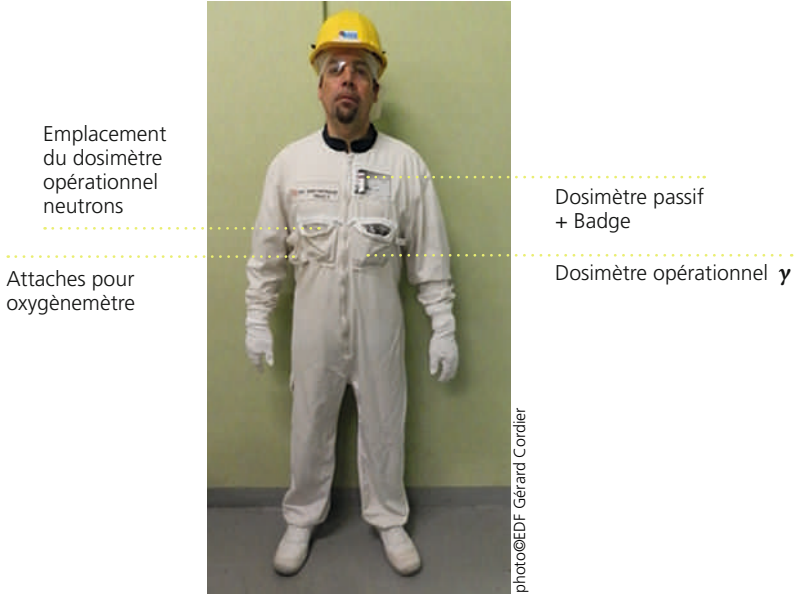 Emplacement
du dosimètre
opérationnel
neutrons
Attaches pour
oxygènemètre
Dosimètre passif
+ Badge
Dosimètre opérationnel γ
photo©EDF Gérard Cordier